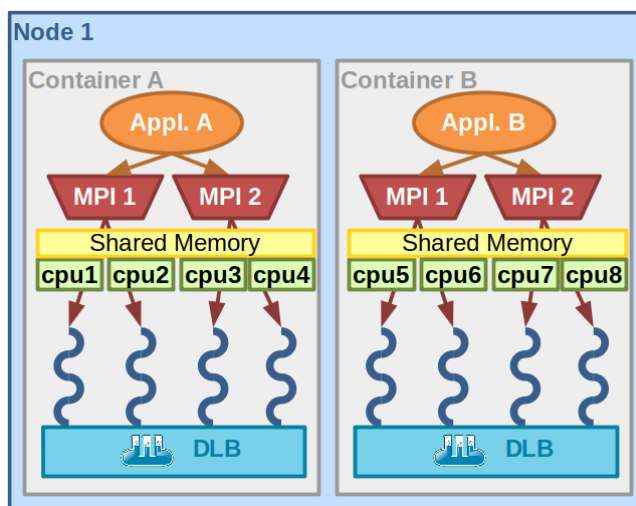 Node 1
Container A
Appl. A
MPI 1 MPI 2
Shared Memory
cpu1 cpu2 cpu3 cpu4
DLB
Container B
Appl. B
MPI 1 MPI 2
Shared Memory
cpu5 cpu6 cpu7 cpu8
DLB